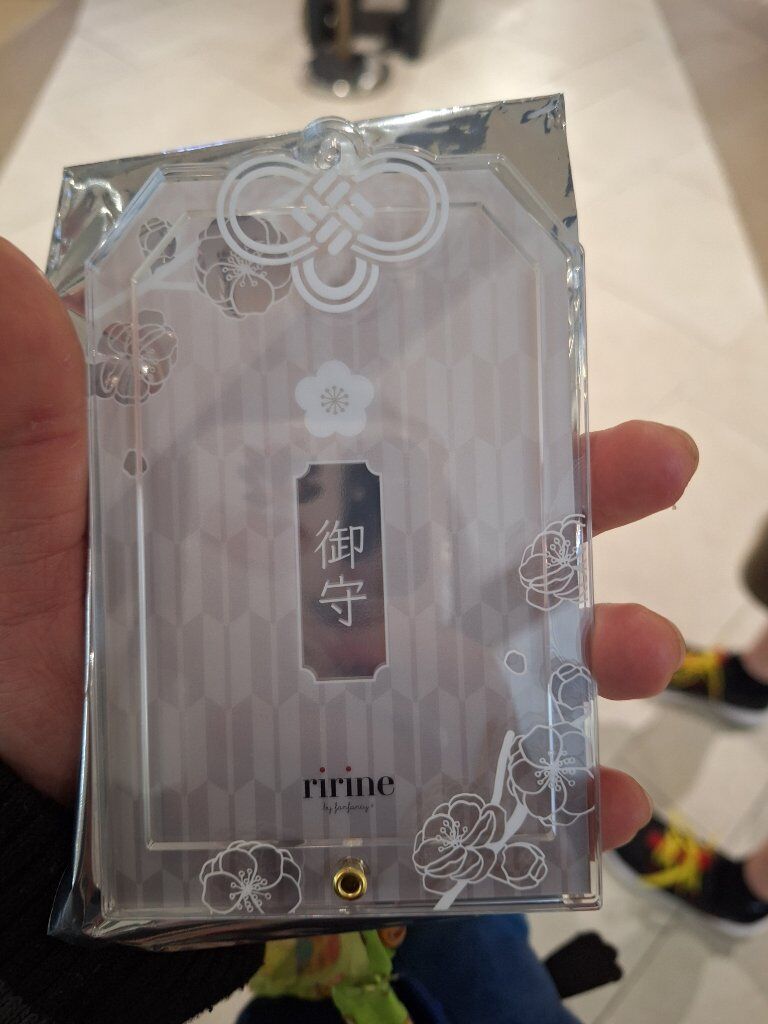 御守
ririne
by fanfancy+